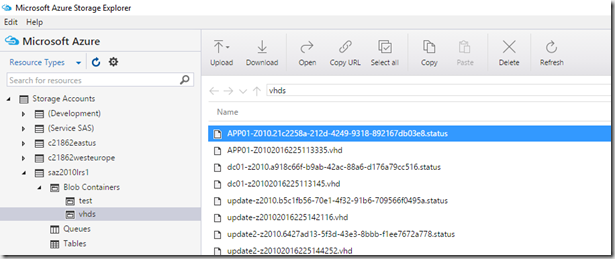 Microsoft Azure Storage Explorer
Edit Help
Microsoft Azure
Resource Types
Search for resources
Storage Accounts
(Development)
(Service SAS)
c21862eastus
c21862westeurope
saz2010lrs1
Blob Containers
test
vhds
Queues
Tables
Upload Download Open Copy URL Select all Copy Paste Delete Refresh
vhds
Name
APP01-Z010.21c2258a-212d-4249-9318-892167db03e8.status
APP01-Z01020162251133​35.vhd
dc01-z2010.a918c66f-b9ab-42ac-88a6-d176a79cc516.status
dc01-z20102016225113145.vhd
update-z2010.b5c1fb56-70e1-4f32-91b6-709566f0495a.status
update-z20102016225142116.vhd
update2-z2010.6427ad13-5f3d-43e3-8bbb-f1ee7672a778.status
update2-z20102016225144252.vhd